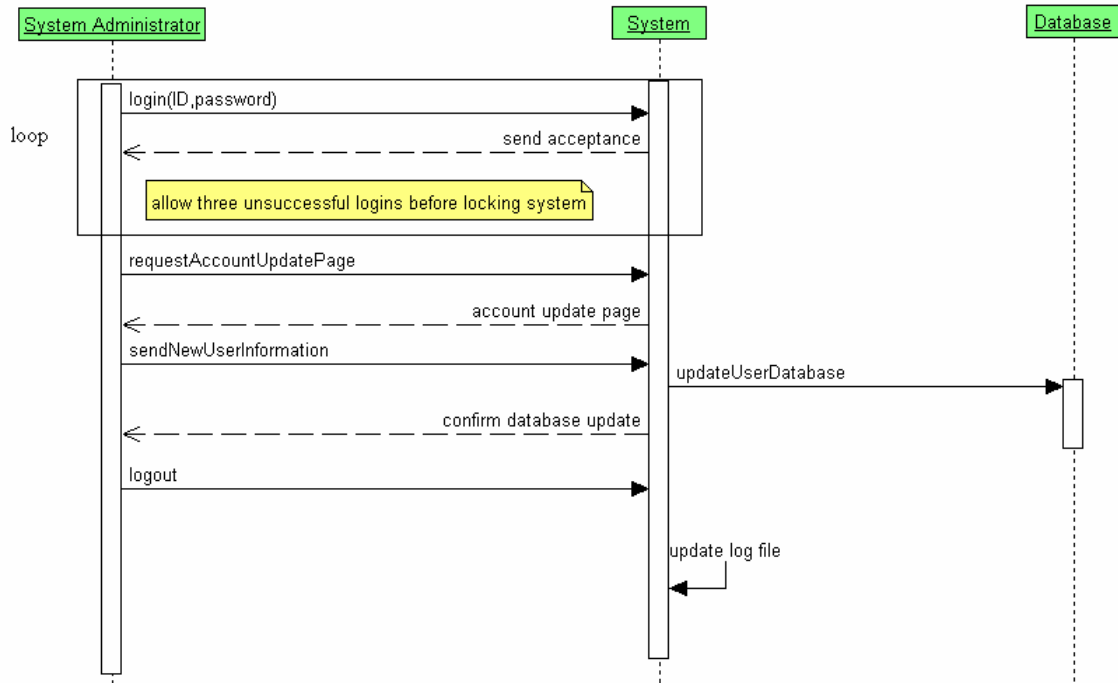 System Administrator
System
Database
login(ID,password)
loop
send acceptance
allow three unsuccessful logins before locking system
requestAccountUpdatePage
account update page
sendNewUserInformation
updateUserDatabase
confirm database update
logout
update log file